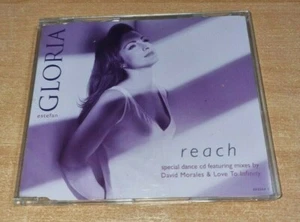 GLORIA
estefan
reach
special dance cd featuring mixes by
David Morales & Love To Infinity